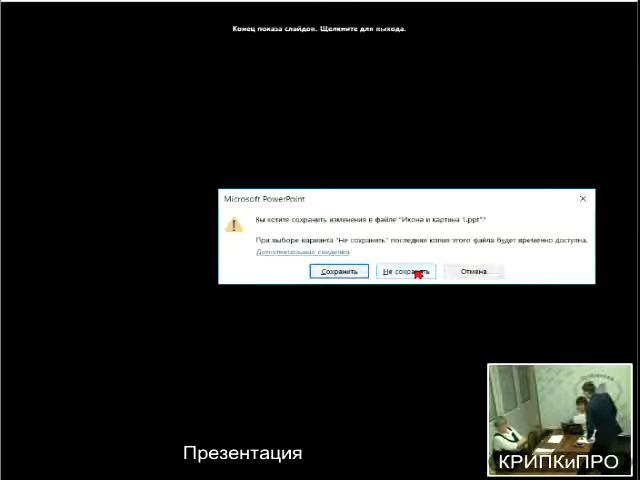 Конец показа слайдов. Щелкните для выхода.
Microsoft PowerPoint
Вы хотите сохранить изменения в файле "Икона и картина 1.ppt"?
При выборе варианта "Не сохранять" последняя копия этого файла будет временно доступна.
Дополнительные сведения
Сохранить
Не сохранять
Отмена
Презентация
КРИПКиПРО